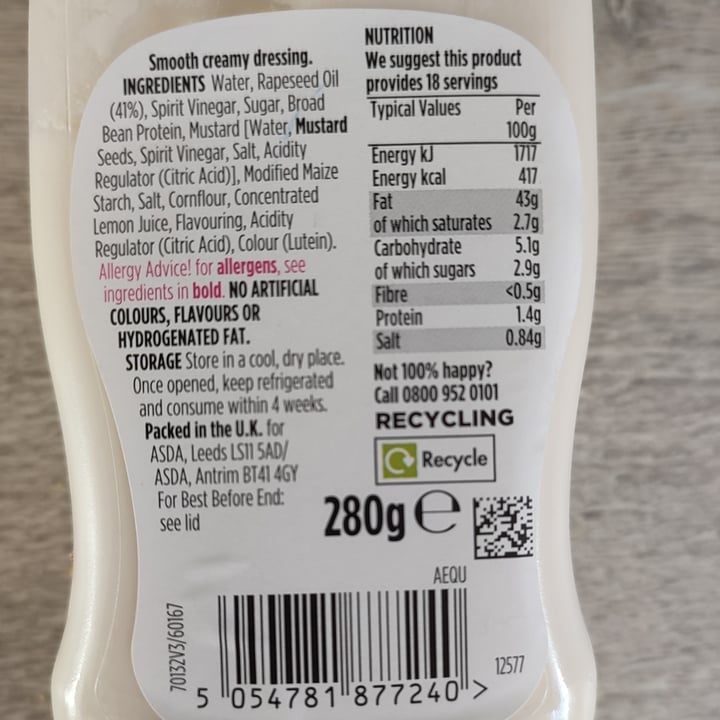 Smooth creamy dressing.
INGREDIENTS Water, Rapeseed Oil
(41%), Spirit Vinegar, Sugar, Broad
Bean Protein, Mustard [Water, Mustard
Seeds, Spirit Vinegar, Salt, Acidity
Regulator (Citric Acid)], Modified Maize
Starch, Salt, Cornflour, Concentrated
Lemon Juice, Flavouring, Acidity
Regulator (Citric Acid), Colour (Lutein).
Allergy Advice! for allergens, see
ingredients in bold. NO ARTIFICIAL
COLOURS, FLAVOURS OR
HYDROGENATED FAT.
STORAGE Store in a cool, dry place.
Once opened, keep refrigerated
and consume within 4 weeks.
Packed in the U.K. for
ASDA, Leeds LS11 5AD/
ASDA, Antrim BT41 4GY
For Best Before End:
see lid
NUTRITION
We suggest this product
provides 18 servings
Typical Values Per
100g
Energy kJ 1717
Energy kcal 417
Fat 43g
of which saturates 2.7g
Carbohydrate 5.1g
of which sugars 2.9g
Fibre <0.5g
Protein 1.4g
Salt 0.84g
Not 100% happy?
Call 0800 952 0101
RECYCLING
Recycle
280g e
AEQU
70132V3/60167
12577
5 054781 877240 >